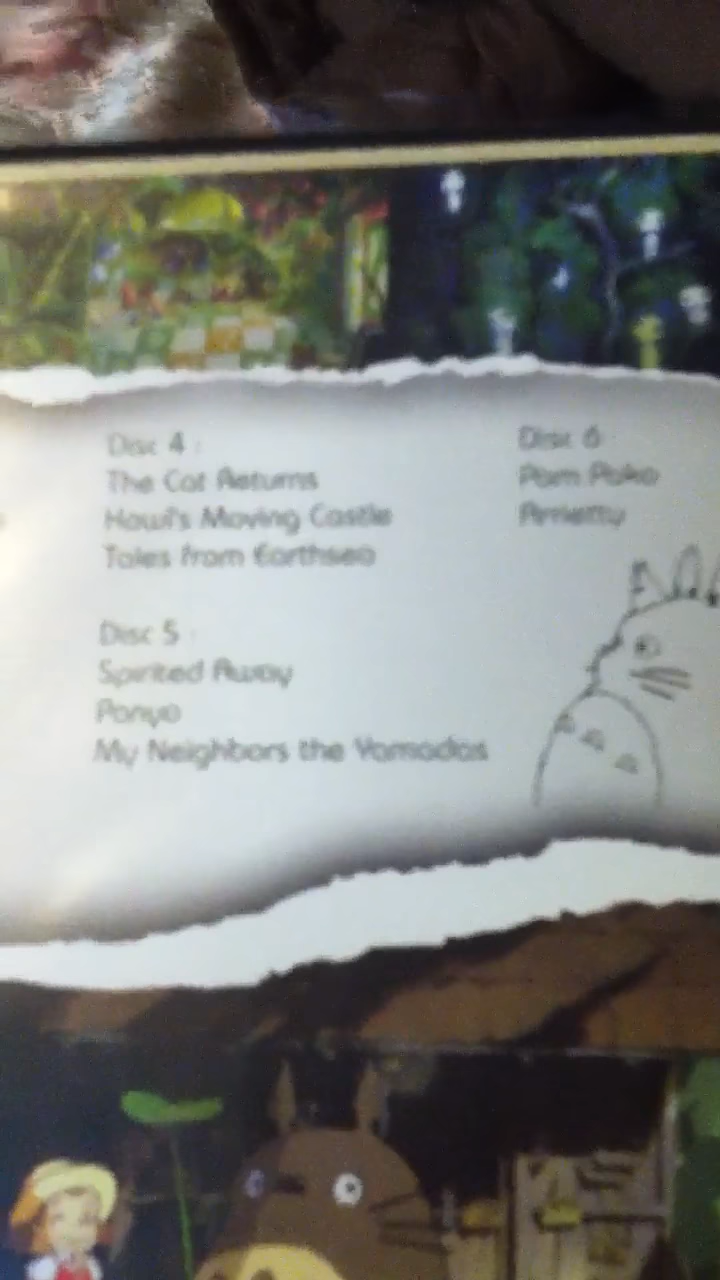 Disc 4 :
The Cat Returns
Howl's Moving Castle
Tales from Earthsea
Disc 5 :
Spirited Away
Ponyo
My Neighbors the Yamadas
Disc 6
Pom Poko
Arrietty